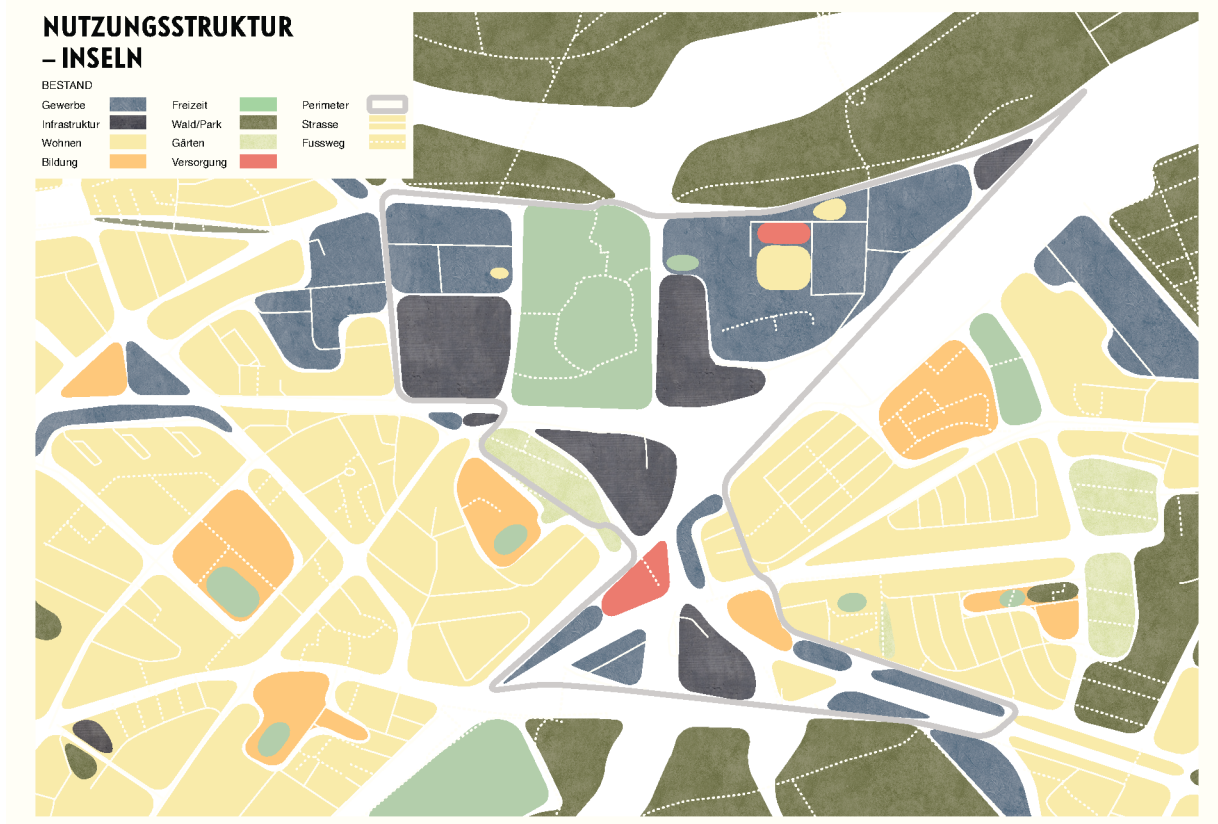 NUTZUNGSSTRUKTUR
– INSELN
BESTAND
Gewerbe
Freizeit
Perimeter
Infrastruktur
Wald/Park
Strasse
Wohnen
Gärten
Fussweg
Bildung
Versorgung